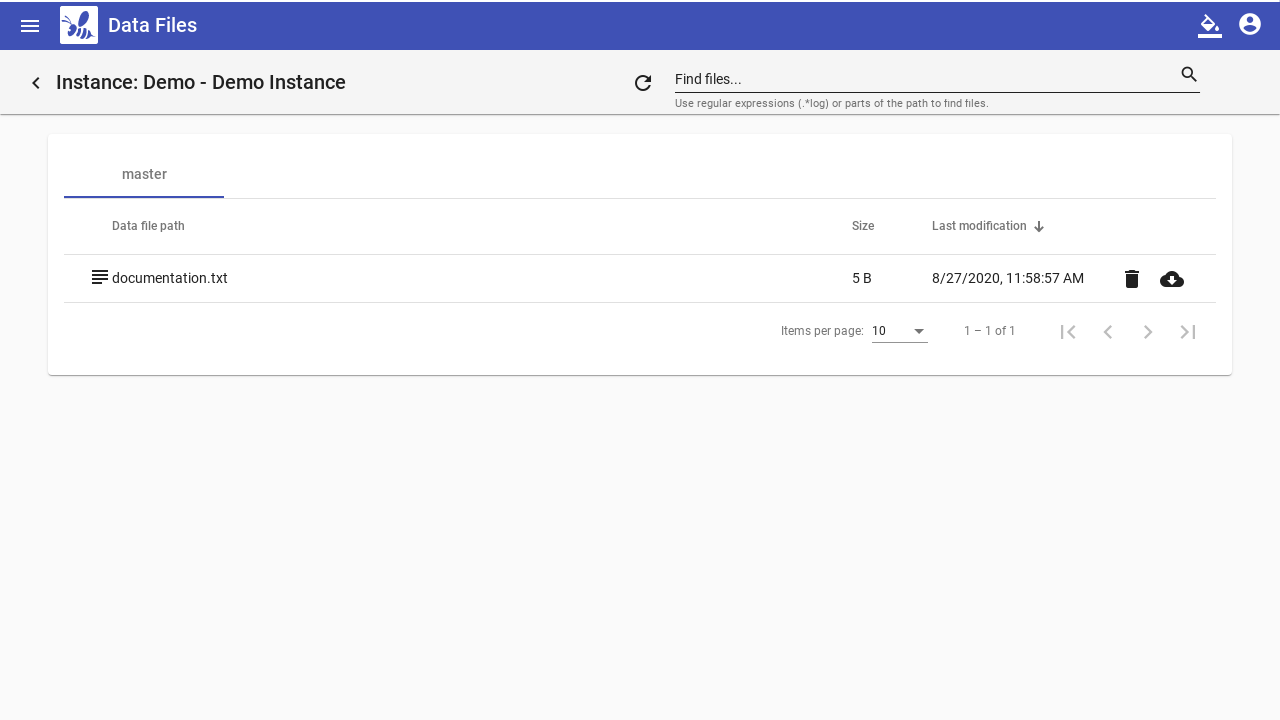 Data Files
Instance: Demo - Demo Instance
Find files...
Use regular expressions (.*log) or parts of the path to find files.
master
Data file path Size Last modification
documentation.txt 5 B 8/27/2020, 11:58:57 AM
Items per page: 10 1 – 1 of 1